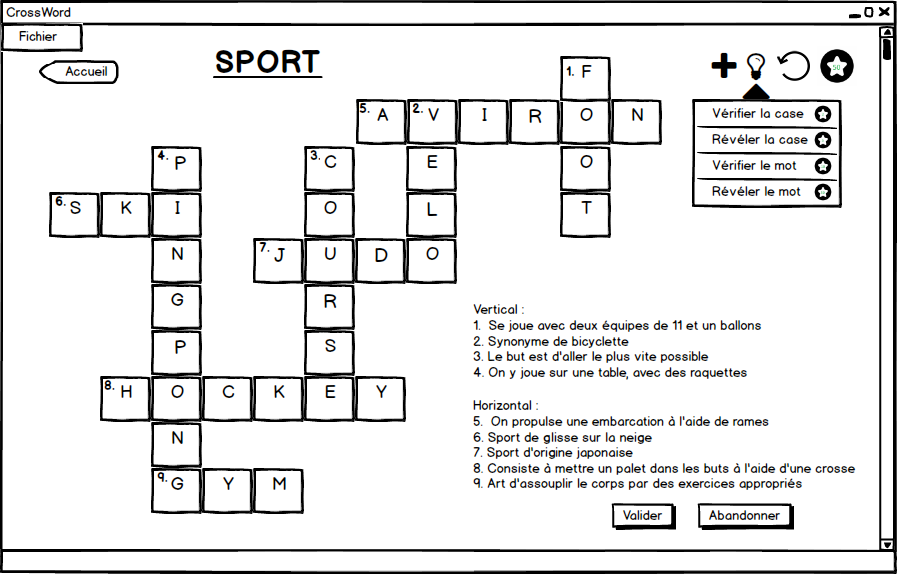 CrossWord
Fichier
Accueil
SPORT
50
1. F
5. A 2. V I R O N
4. P 3. C E O
6. S K I O L T
N 7. J U D O
G R
P S
8. H O C K E Y
N
9. G Y M
Vérifier la case
Révéler la case
Vérifier le mot
Révéler le mot
Vertical :
1. Se joue avec deux équipes de 11 et un ballons
2. Synonyme de bicyclette
3. Le but est d'aller le plus vite possible
4. On y joue sur une table, avec des raquettes
Horizontal :
5. On propulse une embarcation à l'aide de rames
6. Sport de glisse sur la neige
7. Sport d'origine japonaise
8. Consiste à mettre un palet dans les buts à l'aide d'une crosse
9. Art d'assouplir le corps par des exercices appropriés
Valider
Abandonner